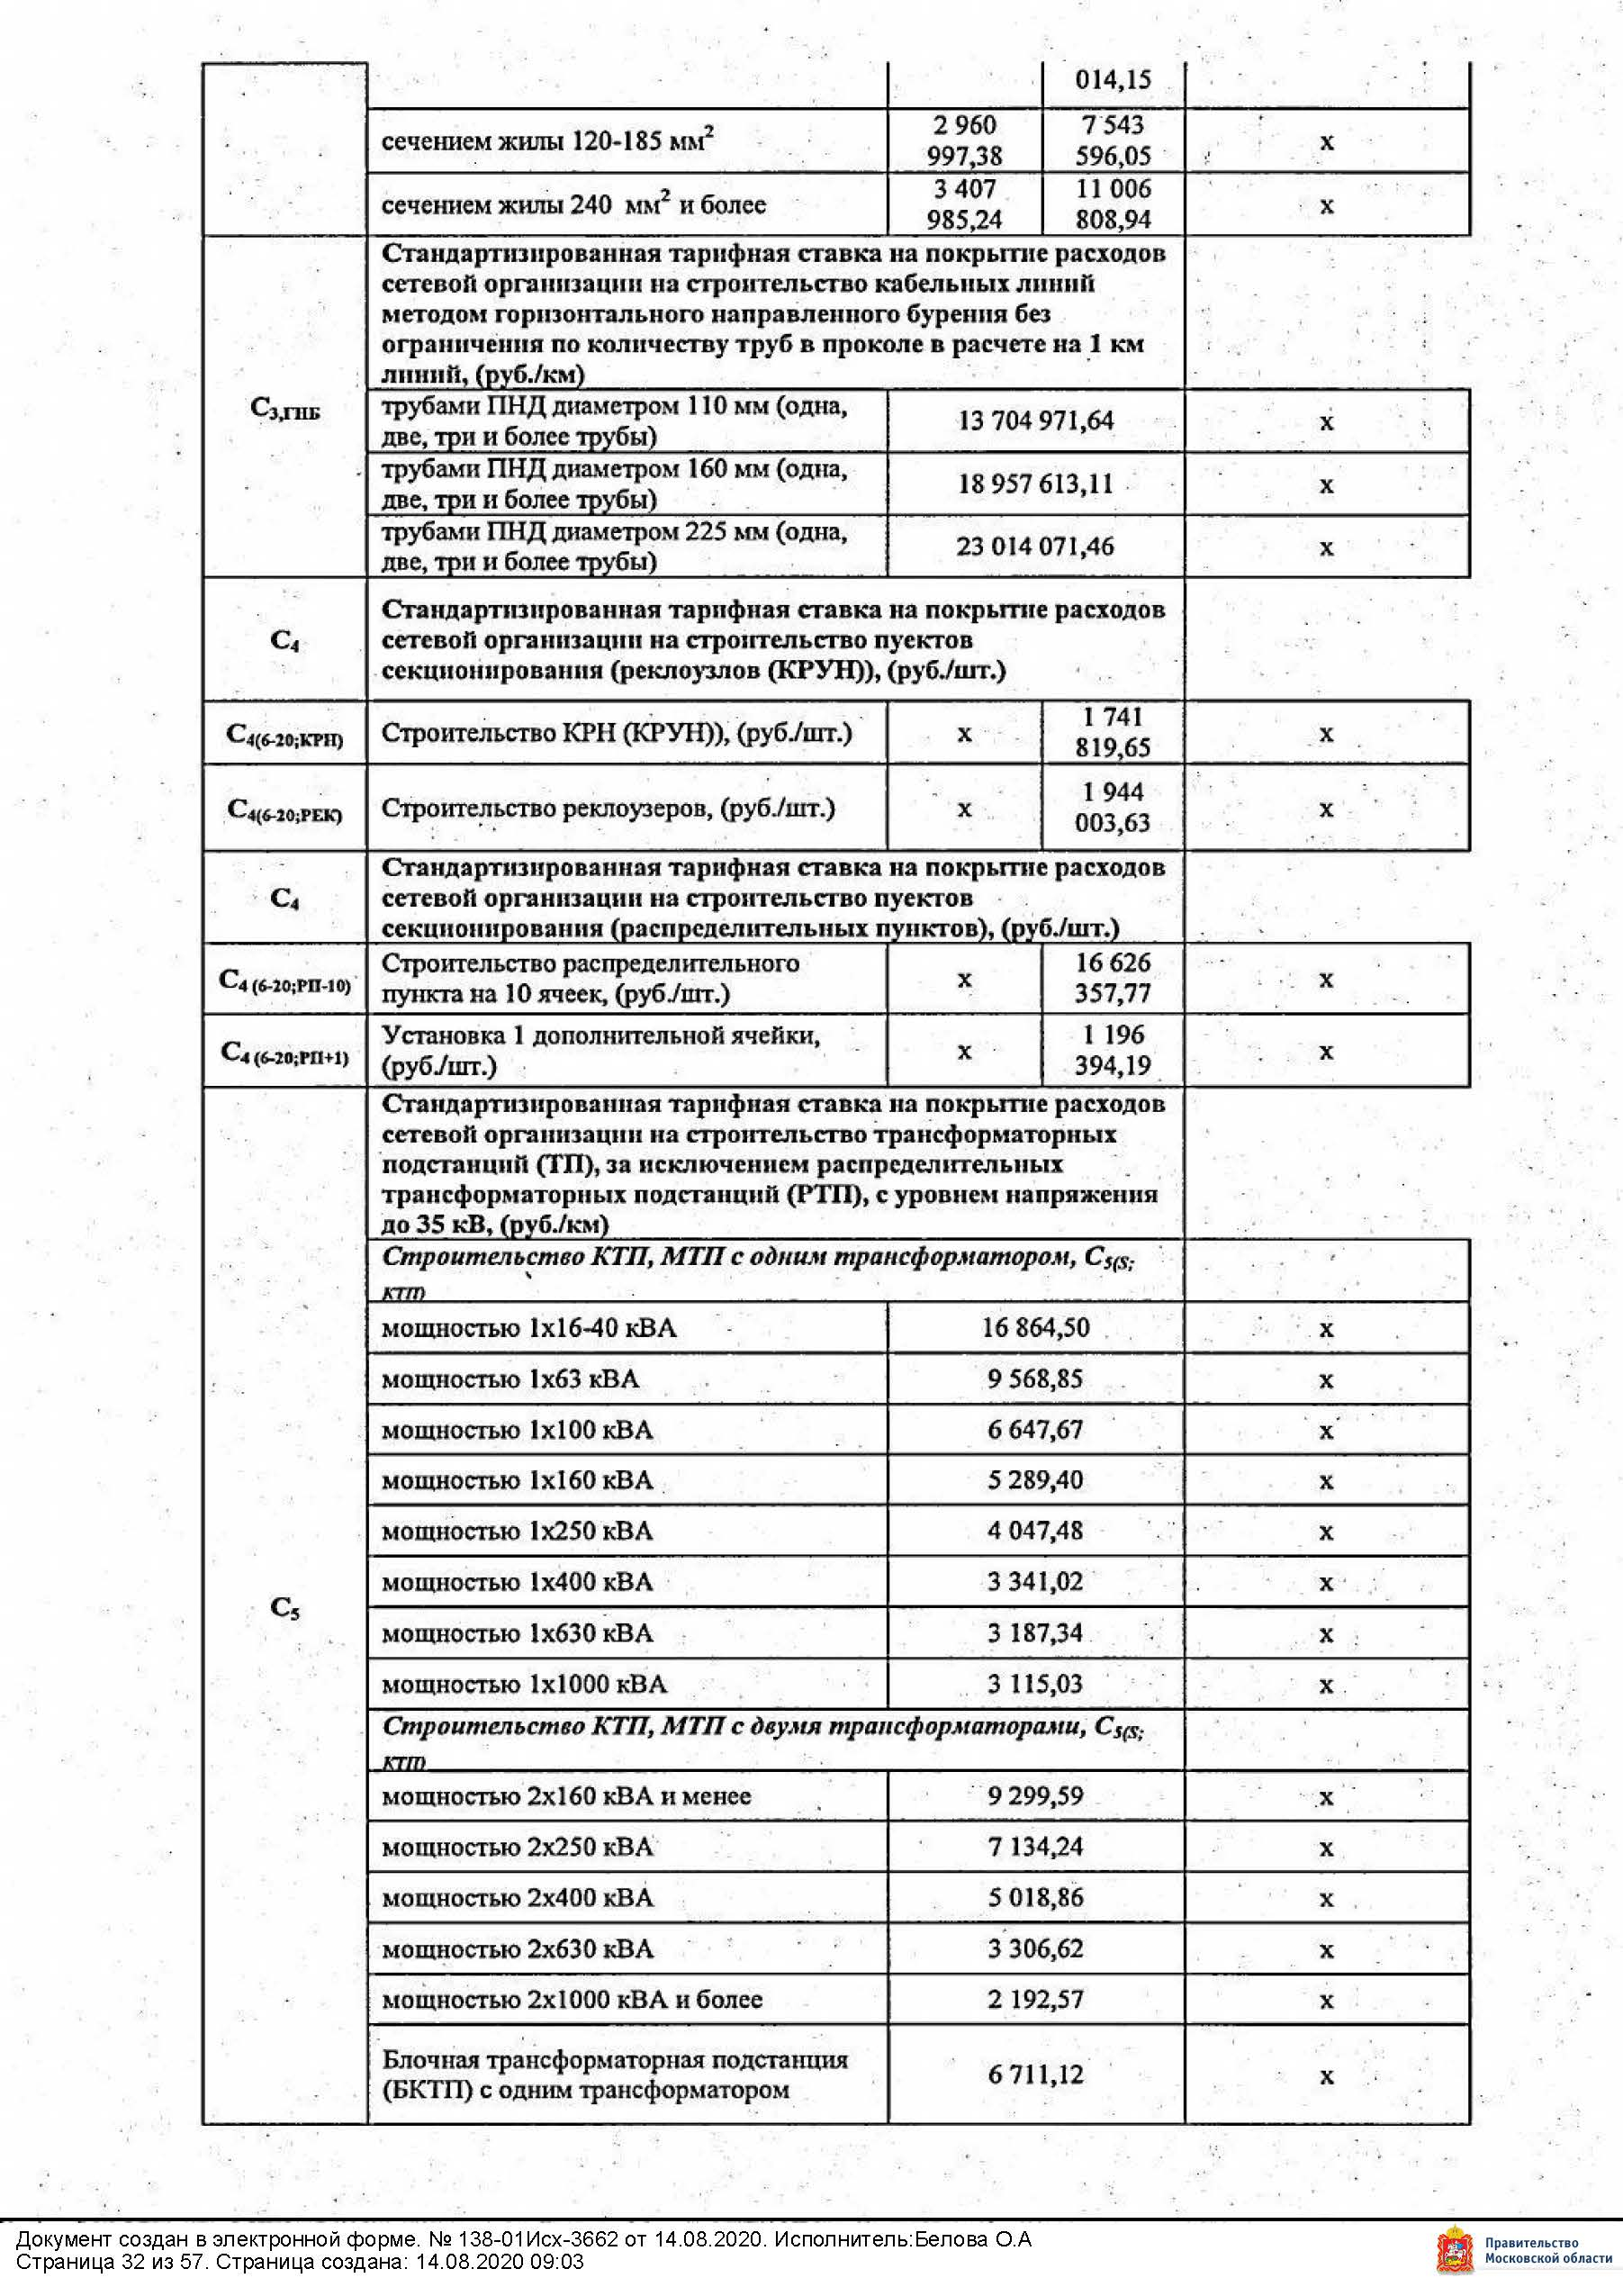 014,15
сечением жилы 120-185 мм²
2 960
997,38
7 543
596,05
х
сечением жилы 240 мм² и более
3 407
985,24
11 006
808,94
х
С3,ГНБ
Стандартизированная тарифная ставка на покрытие расходов
сетевой организации на строительство кабельных линий
методом горизонтального направленного бурения без
ограничения по количеству труб в проколе в расчете на 1 км
линий, (руб./км)
трубами ПНД диаметром 110 мм (одна,
две, три и более трубы)
13 704 971,64
х
трубами ПНД диаметром 160 мм (одна,
две, три и более трубы)
18 957 613,11
х
трубами ПНД диаметром 225 мм (одна,
две, три и более трубы)
23 014 071,46
х
С4
Стандартизированная тарифная ставка на покрытие расходов
сетевой организации на строительство пуектов
секционирования (реклоузлов (КРУН)), (руб./шт.)
С4(6-20;КРН)
Строительство КРН (КРУН)), (руб./шт.)
х
1 741
819,65
х
С4(6-20;РЕК)
Строительство реклоузеров, (руб./шт.)
х
1 944
003,63
х
С4
Стандартизированная тарифная ставка на покрытие расходов
сетевой организации на строительство пуектов
секционирования (распределительных пунктов), (руб./шт.)
С4 (6-20;РП-10)
Строительство распределительного
пункта на 10 ячеек, (руб./шт.)
х
16 626
357,77
х
С4 (6-20;РП+1)
Установка 1 дополнительной ячейки,
(руб./шт.)
х
1 196
394,19
х
С5
Стандартизированная тарифная ставка на покрытие расходов
сетевой организации на строительство трансформаторных
подстанций (ТП), за исключением распределительных
трансформаторных подстанций (РТП), с уровнем напряжения
до 35 кВ, (руб./км)
Строительство КТП, МТП с одним трансформатором, С5(S;
КТП)
мощностью 1х16-40 кВА
16 864,50
х
мощностью 1х63 кВА
9 568,85
х
мощностью 1х100 кВА
6 647,67
х
мощностью 1х160 кВА
5 289,40
х
мощностью 1х250 кВА
4 047,48
х
мощностью 1х400 кВА
3 341,02
х
мощностью 1х630 кВА
3 187,34
х
мощностью 1х1000 кВА
3 115,03
х
Строительство КТП, МТП с двумя трансформаторами, С5(S;
КТП)
мощностью 2х160 кВА и менее
9 299,59
х
мощностью 2х250 кВА
7 134,24
х
мощностью 2х400 кВА
5 018,86
х
мощностью 2х630 кВА
3 306,62
х
мощностью 2х1000 кВА и более
2 192,57
х
Блочная трансформаторная подстанция
(БКТП) с одним трансформатором
6 711,12
х
Документ создан в электронной форме. № 138-01Исх-3662 от 14.08.2020. Исполнитель:Белова О.А
Страница 32 из 57. Страница создана: 14.08.2020 09:03
Правительство
Московской области